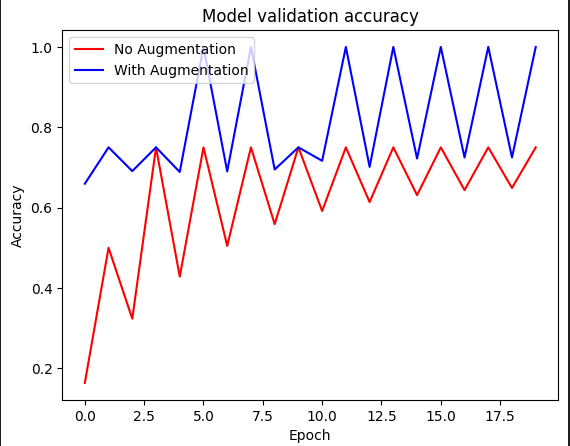 Model validation accuracy
No Augmentation
With Augmentation
1.0
0.8
0.6
0.4
0.2
Accuracy
0.0 2.5 5.0 7.5 10.0 12.5 15.0 17.5
Epoch